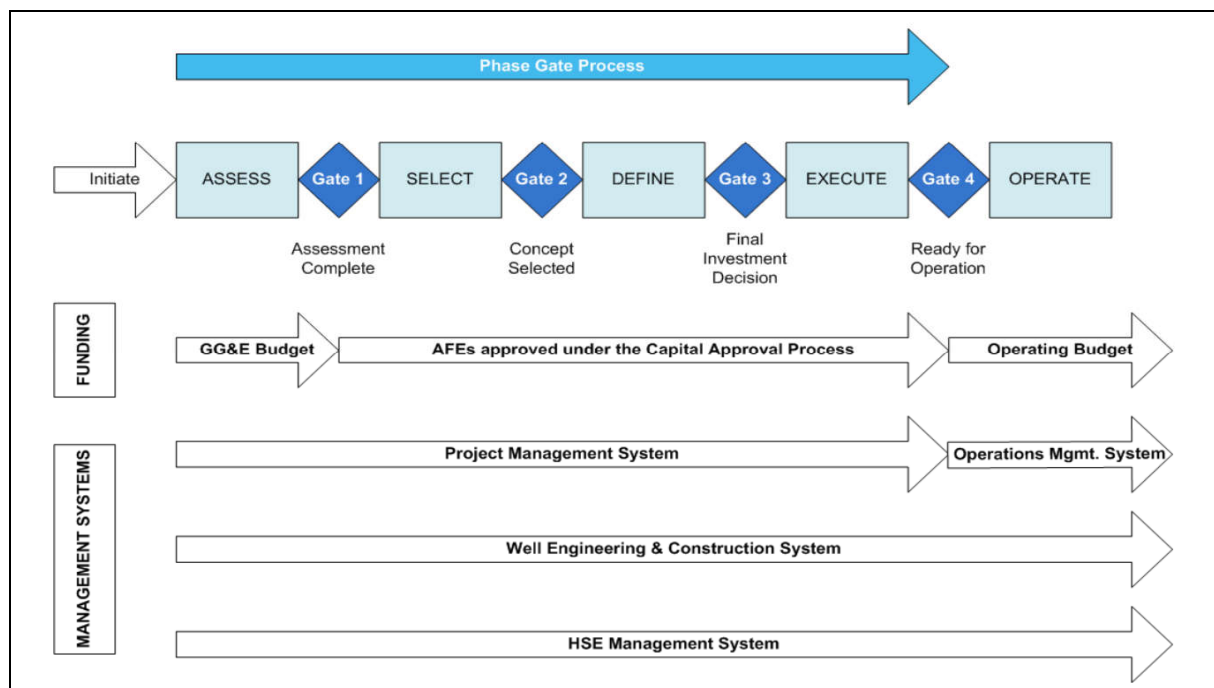 Phase Gate Process
Initiate
ASSESS
Gate 1
SELECT
Gate 2
DEFINE
Gate 3
EXECUTE
Gate 4
OPERATE
Assessment
Complete
Concept
Selected
Final
Investment
Decision
Ready for
Operation
FUNDING
GG&E Budget
AFEs approved under the Capital Approval Process
Operating Budget
MANAGEMENT SYSTEMS
Project Management System
Operations Mgmt. System
Well Engineering & Construction System
HSE Management System